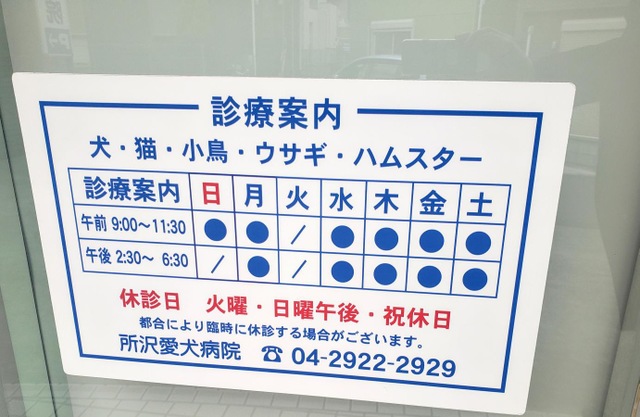 診療案内
犬・猫・小鳥・ウサギ・ハムスター
診療案内 日 月 火 水 木 金 土
午前 9:00～11:30 ● ● / ● ● ● ●
午後 2:30～ 6:30 / ● / ● ● ● ●
休診日 火曜・日曜午後・祝休日
都合により臨時に休診する場合がございます。
所沢愛犬病院 ☎ 04-2922-2929